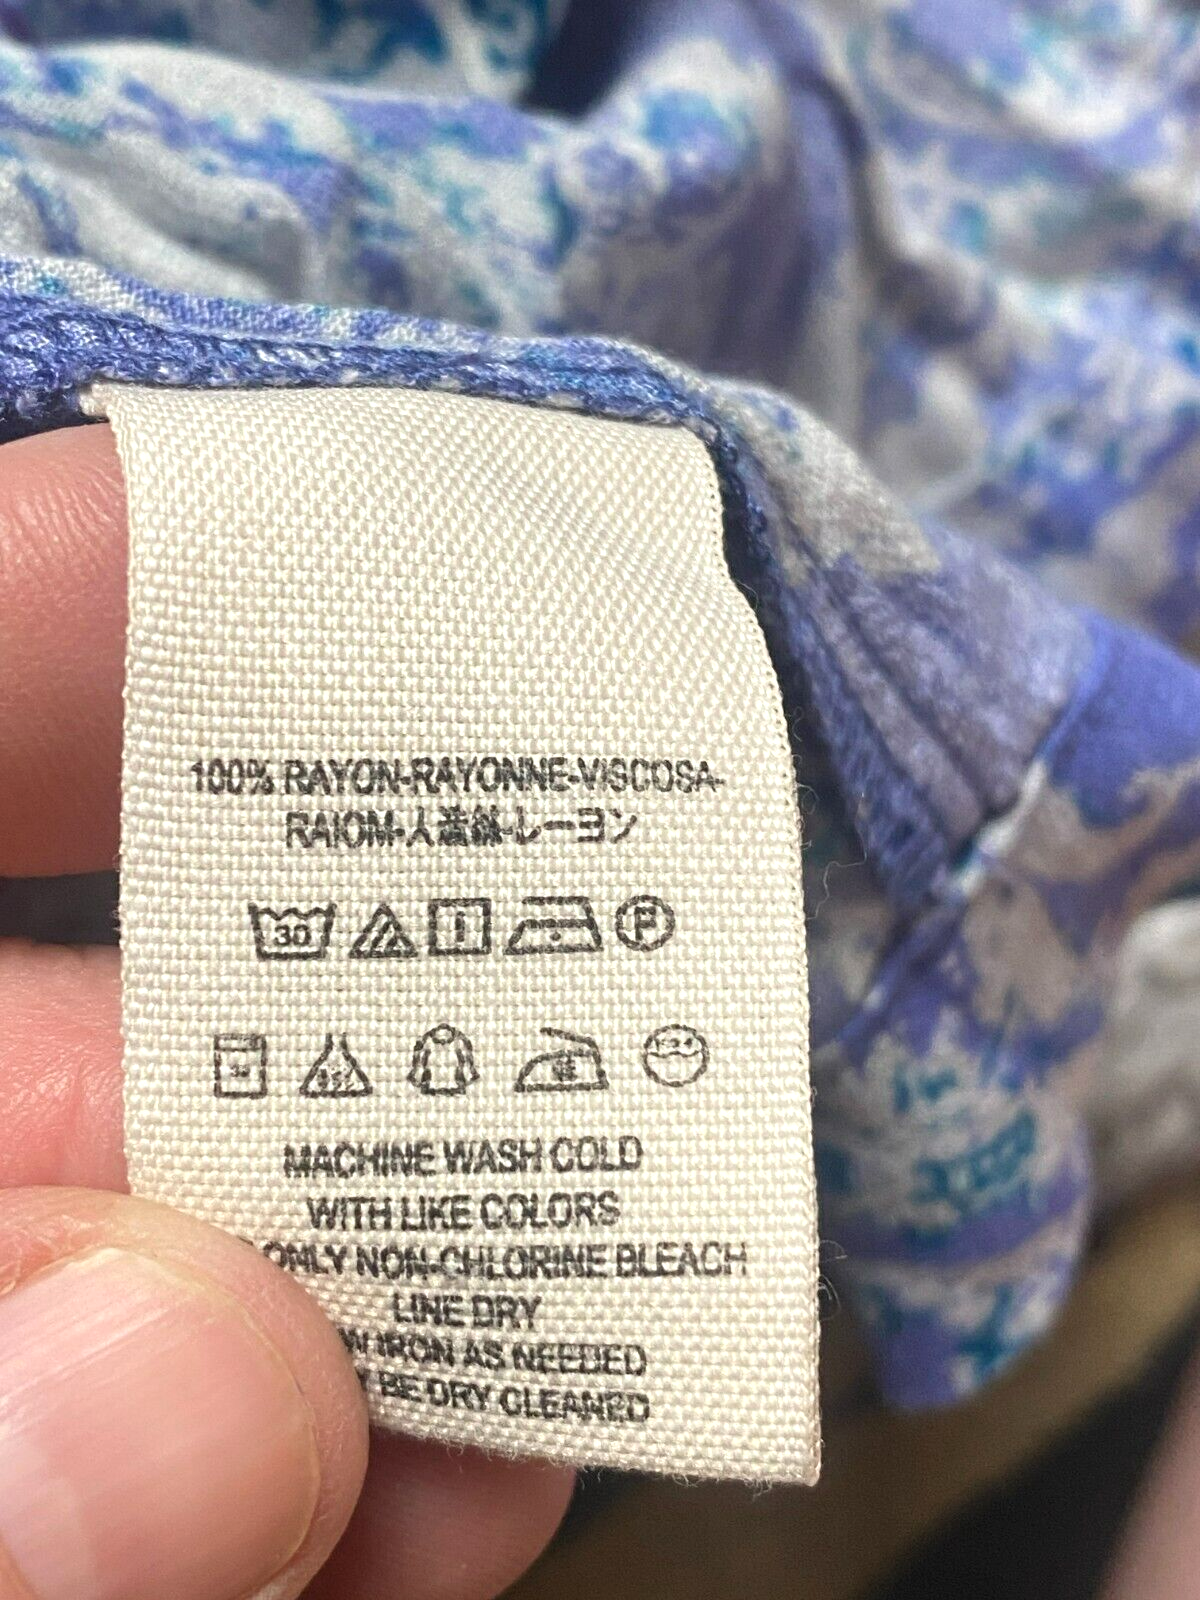 100% RAYON-RAYONNE-VISCOSA-
RAIOM-人造絲-レーヨン
30 P
MACHINE WASH COLD
WITH LIKE COLORS
ONLY NON-CHLORINE BLEACH
LINE DRY
IRON AS NEEDED
BE DRY CLEANED